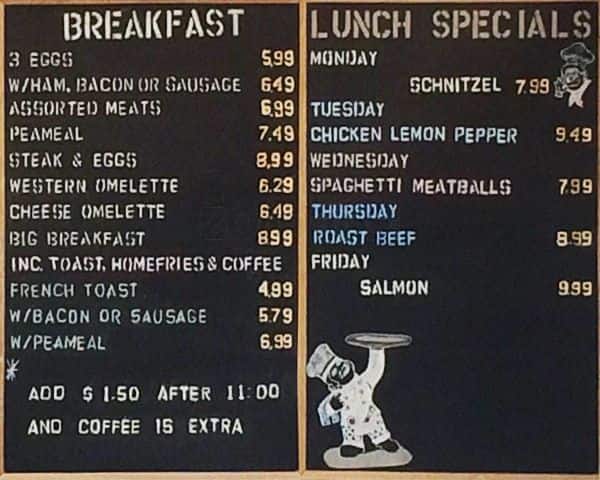 BREAKFAST
3 EGGS 5,99
W/HAM, BACON OR SAUSAGE 6.49
ASSORTED MEATS 6,99
PEAMEAL 7.49
STEAK & EGGS 8,99
WESTERN OMELETTE 6.29
CHEESE OMELETTE 6,49
BIG BREAKFAST 8.99
INC. TOAST, HOMEFRIES & COFFEE
FRENCH TOAST 4,99
W/BACON OR SAUSAGE 5.79
W/PEAMEAL 6,99
*
ADD $1.50 AFTER 11:00
AND COFFEE IS EXTRA
LUNCH SPECIALS
MONDAY
SCHNITZEL 7.99
TUESDAY
CHICKEN LEMON PEPPER 9.49
WEDNESDAY
SPAGHETTI MEATBALLS 7.99
THURSDAY
ROAST BEEF 8.99
FRIDAY
SALMON 9.99